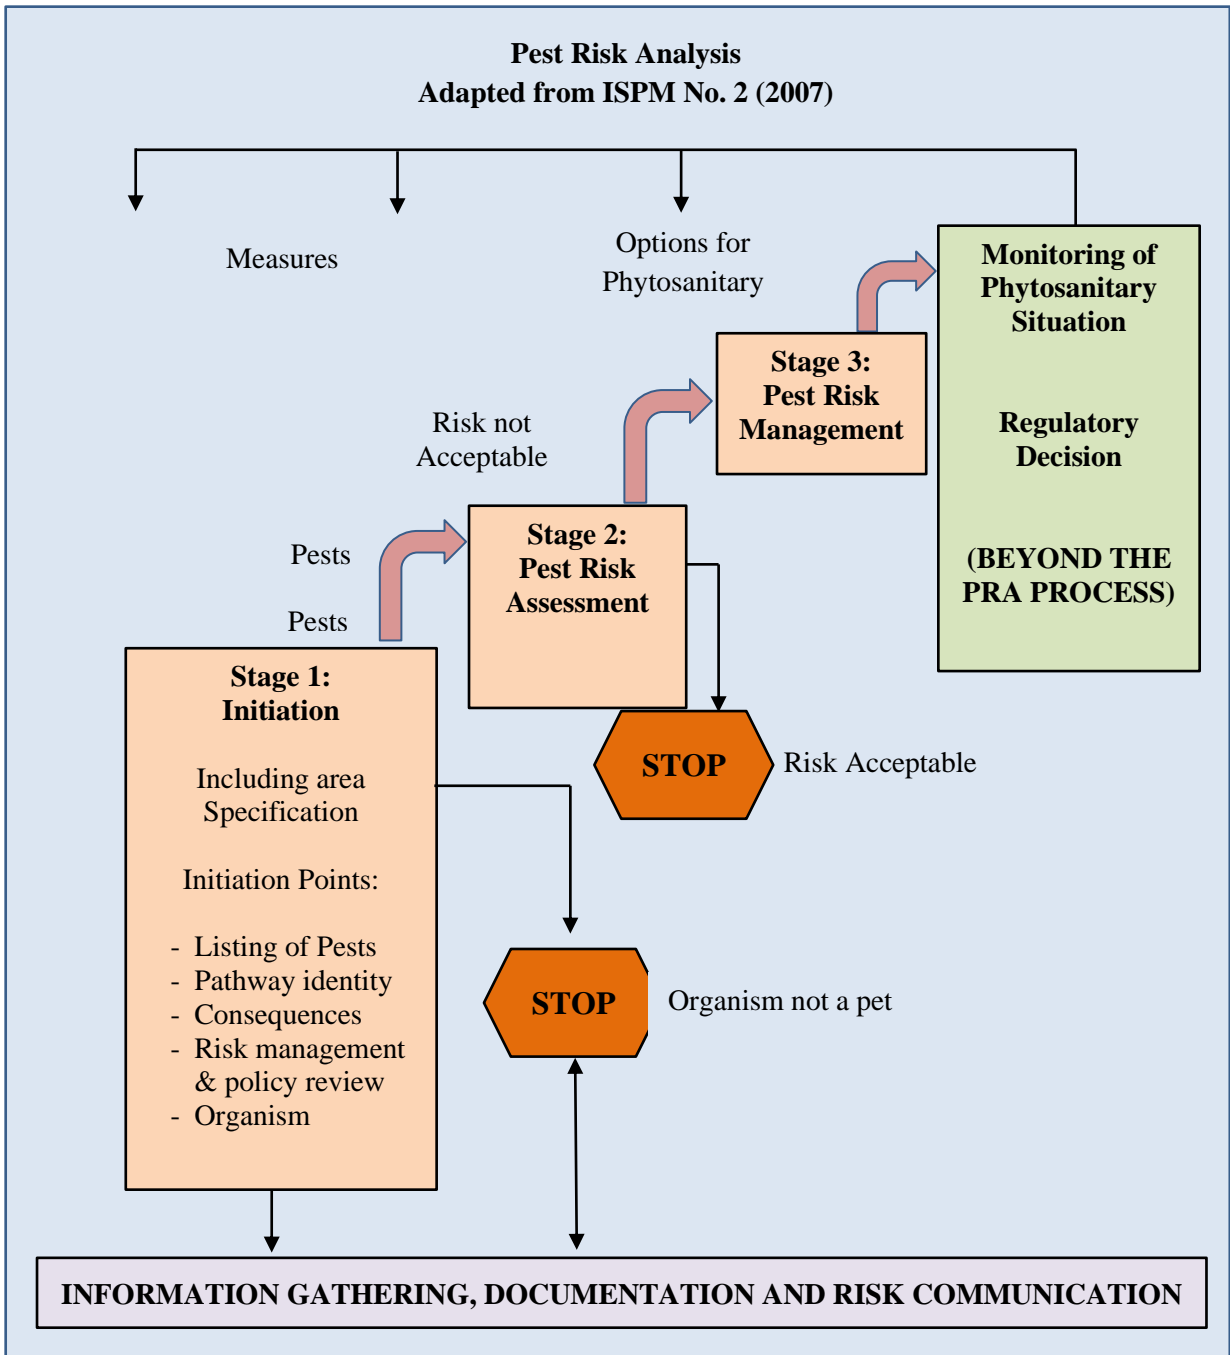 Pest Risk Analysis
Adapted from ISPM No. 2 (2007)
Measures
Options for
Phytosanitary
Monitoring of
Phytosanitary
Situation
Regulatory
Decision
(BEYOND THE
PRA PROCESS)
Stage 3:
Pest Risk
Management
Risk not
Acceptable
Stage 2:
Pest Risk
Assessment
Pests
Pests
Stage 1:
Initiation
Including area
Specification
Initiation Points:
- Listing of Pests
- Pathway identity
- Consequences
- Risk management
& policy review
- Organism
STOP
Risk Acceptable
STOP
Organism not a pet
INFORMATION GATHERING, DOCUMENTATION AND RISK COMMUNICATION